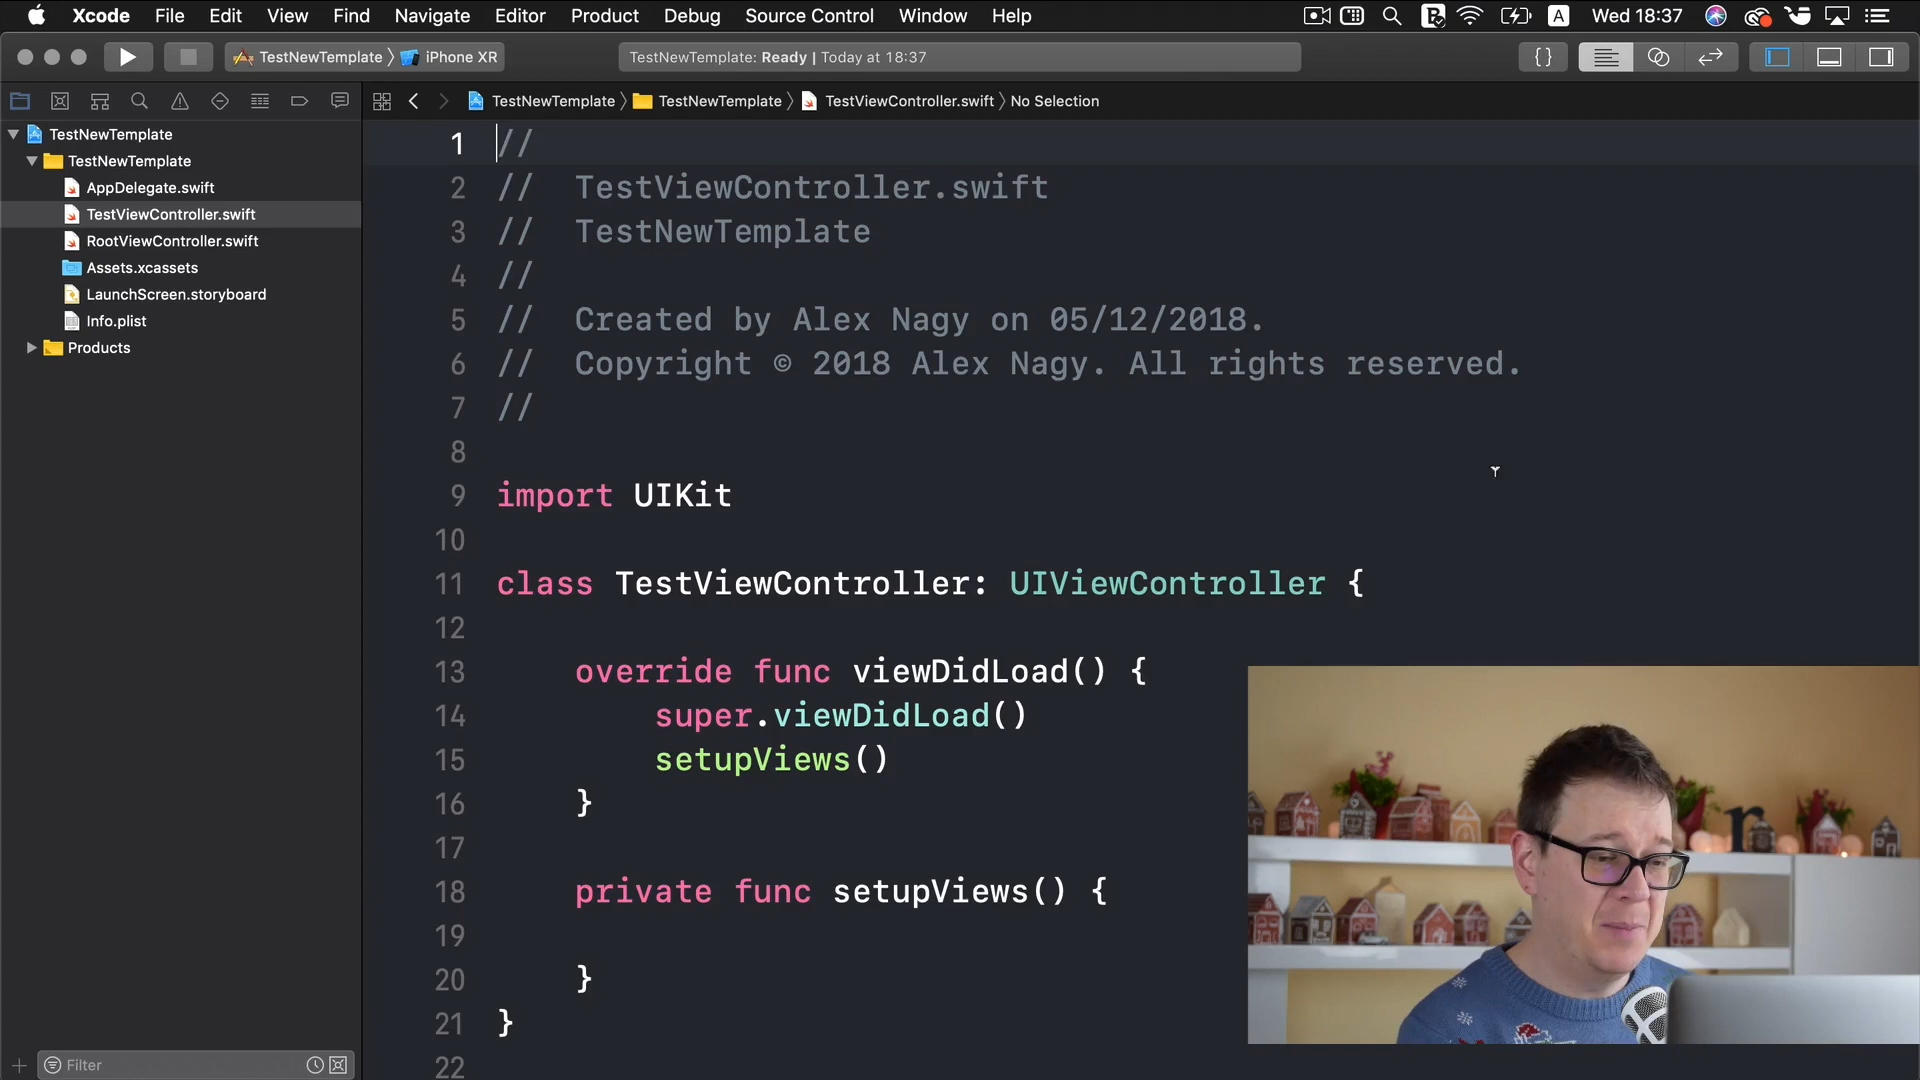 Xcode File Edit View Find Navigate Editor Product Debug Source Control Window Help A Wed 18:37
TestNewTemplate iPhone XR TestNewTemplate: Ready | Today at 18:37 {}
TestNewTemplate TestNewTemplate TestViewController.swift No Selection
TestNewTemplate
TestNewTemplate
AppDelegate.swift
TestViewController.swift
RootViewController.swift
Assets.xcassets
LaunchScreen.storyboard
Info.plist
Products
Filter
1 //
2 //  TestViewController.swift
3 //  TestNewTemplate
4 //
5 //  Created by Alex Nagy on 05/12/2018.
6 //  Copyright © 2018 Alex Nagy. All rights reserved.
7 //
8
9 import UIKit
10
11 class TestViewController: UIViewController {
12
13     override func viewDidLoad() {
14         super.viewDidLoad()
15         setupViews()
16     }
17
18     private func setupViews() {
19
20     }
21 }
22
r